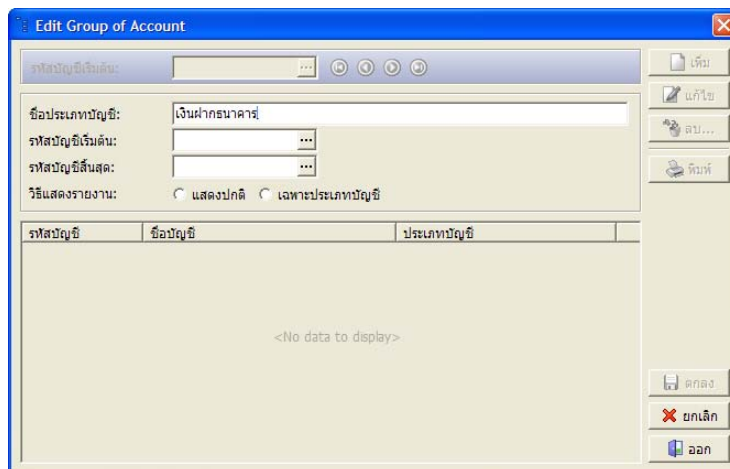 Edit Group of Account
รหัสบัญชีเริ่มต้น: ...
เพิ่ม
แก้ไข
ลบ...
พิมพ์
ชื่อประเภทบัญชี: เงินฝากธนาคาร
รหัสบัญชีเริ่มต้น: ...
รหัสบัญชีสิ้นสุด: ...
วิธีแสดงรายงาน: แสดงปกติ เฉพาะประเภทบัญชี
รหัสบัญชี ชื่อบัญชี ประเภทบัญชี
<No data to display>
ตกลง
ยกเลิก
ออก